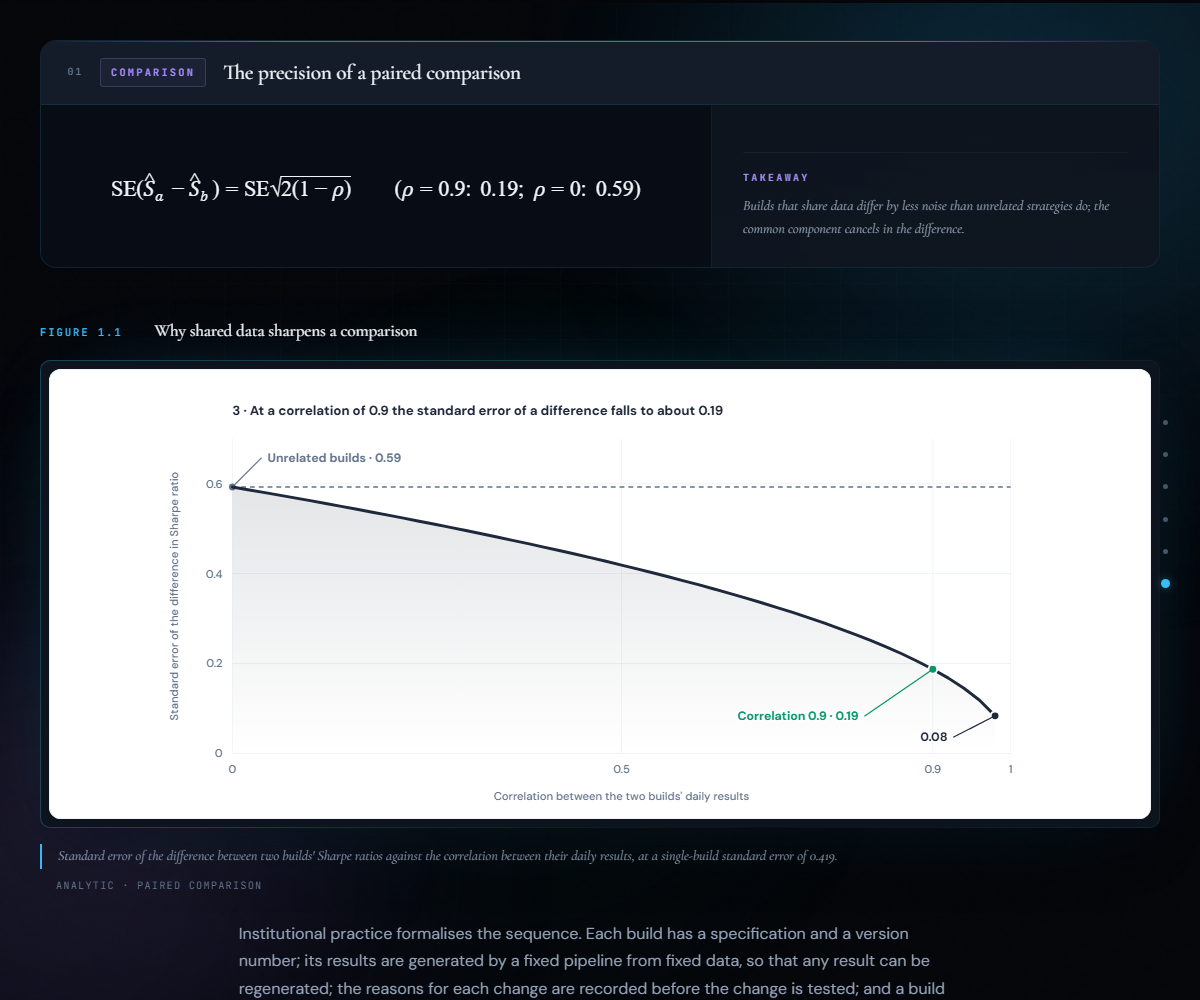 01 COMPARISON The precision of a paired comparison
SE(Ŝₐ − Ŝ_b) = SE√2(1 − ρ) (ρ = 0.9: 0.19; ρ = 0: 0.59)
TAKEAWAY
Builds that share data differ by less noise than unrelated strategies do; the
common component cancels in the difference.
FIGURE 1.1 Why shared data sharpens a comparison
3 · At a correlation of 0.9 the standard error of a difference falls to about 0.19
Unrelated builds · 0.59
Standard error of the difference in Sharpe ratio
0.6
0.4
0.2
0
Correlation 0.9 · 0.19
0.08
0 0.5 0.9 1
Correlation between the two builds' daily results
Standard error of the difference between two builds' Sharpe ratios against the correlation between their daily results, at a single-build standard error of 0.419.
ANALYTIC · PAIRED COMPARISON
Institutional practice formalises the sequence. Each build has a specification and a version
number; its results are generated by a fixed pipeline from fixed data, so that any result can be
regenerated; the reasons for each change are recorded before the change is tested; and a build